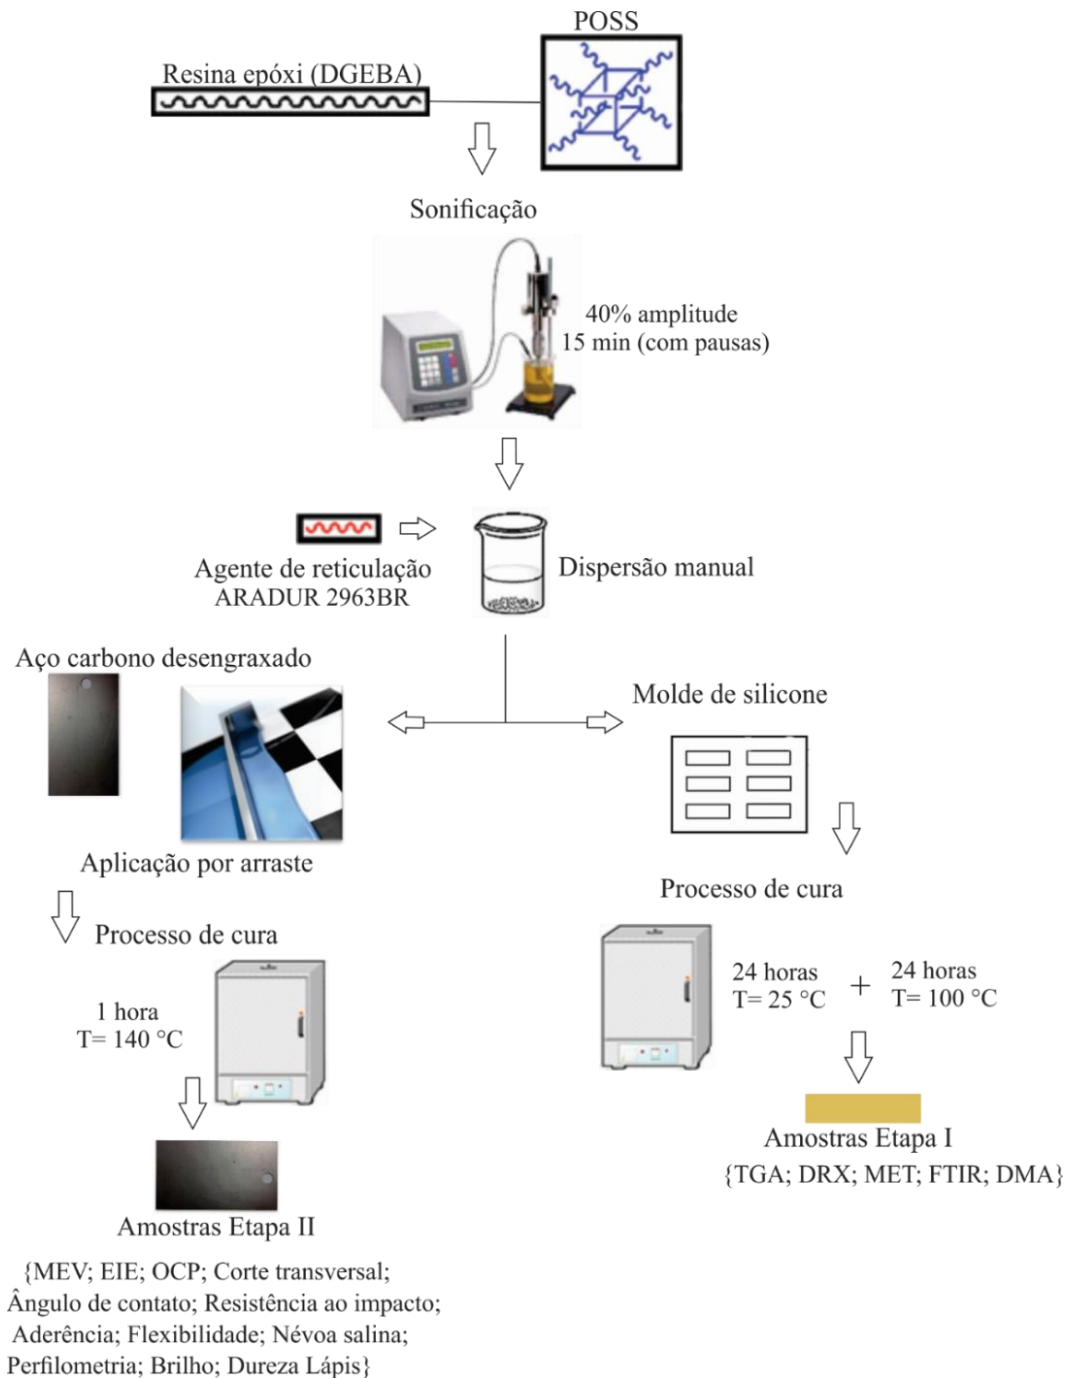 POSS
Resina epóxi (DGEBA)
Sonificação
40% amplitude
15 min (com pausas)
Agente de reticulação
ARADUR 2963BR
Dispersão manual
Aço carbono desengraxado
Molde de silicone
Aplicação por arraste
Processo de cura
Processo de cura
24 horas
T= 25 °C
+
24 horas
T= 100 °C
1 hora
T= 140 °C
Amostras Etapa I
{TGA; DRX; MET; FTIR; DMA}
Amostras Etapa II
{MEV; EIE; OCP; Corte transversal;
Ângulo de contato; Resistência ao impacto;
Aderência; Flexibilidade; Névoa salina;
Perfilometria; Brilho; Dureza Lápis}